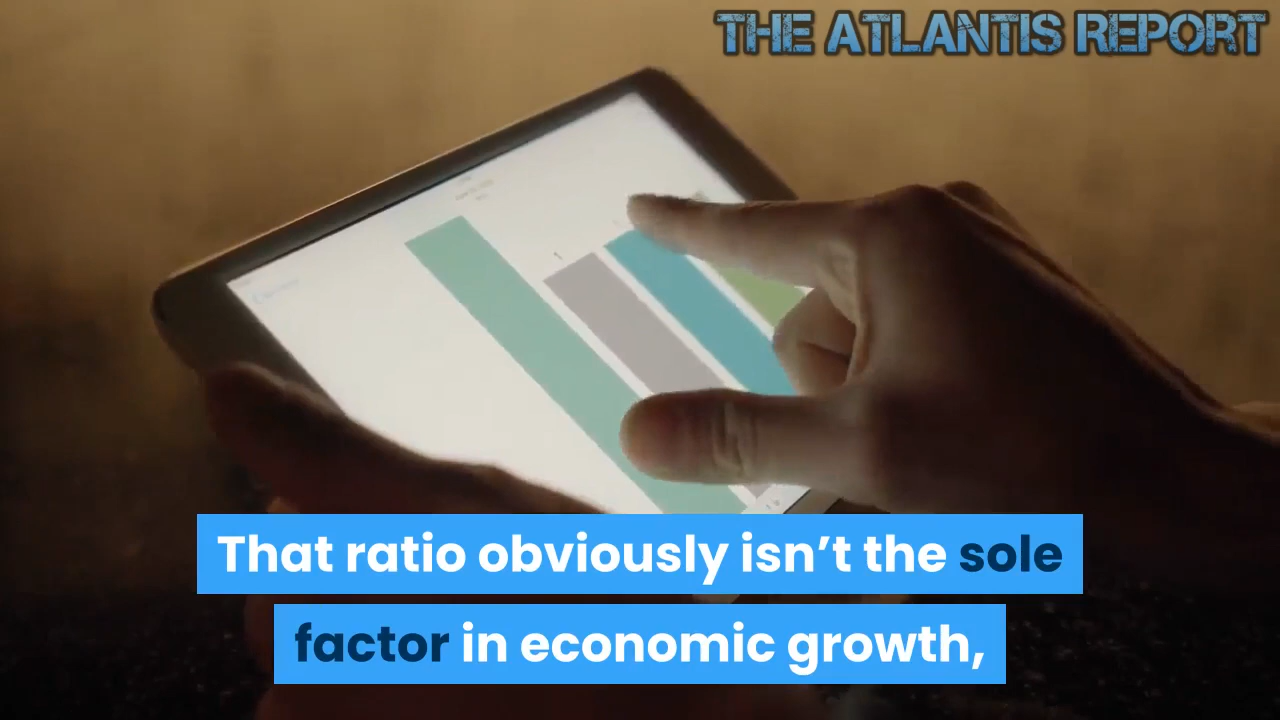 THE ATLANTIS REPORT
That ratio obviously isn’t the sole
factor in economic growth,